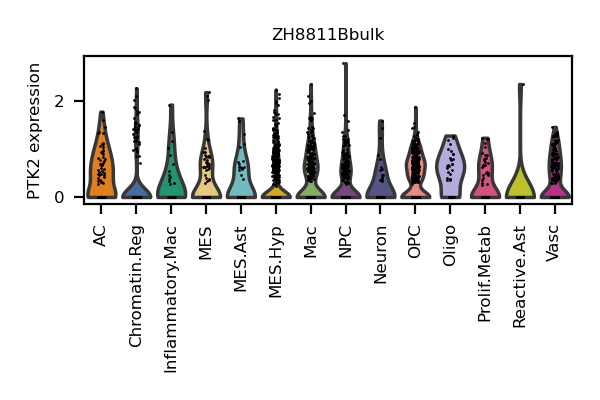 ZH8811Bbulk
PTK2 expression
2
0
AC
Chromatin.Reg
Inflammatory.Mac
MES
MES.Ast
MES.Hyp
Mac
NPC
Neuron
OPC
Oligo
Prolif.Metab
Reactive.Ast
Vasc